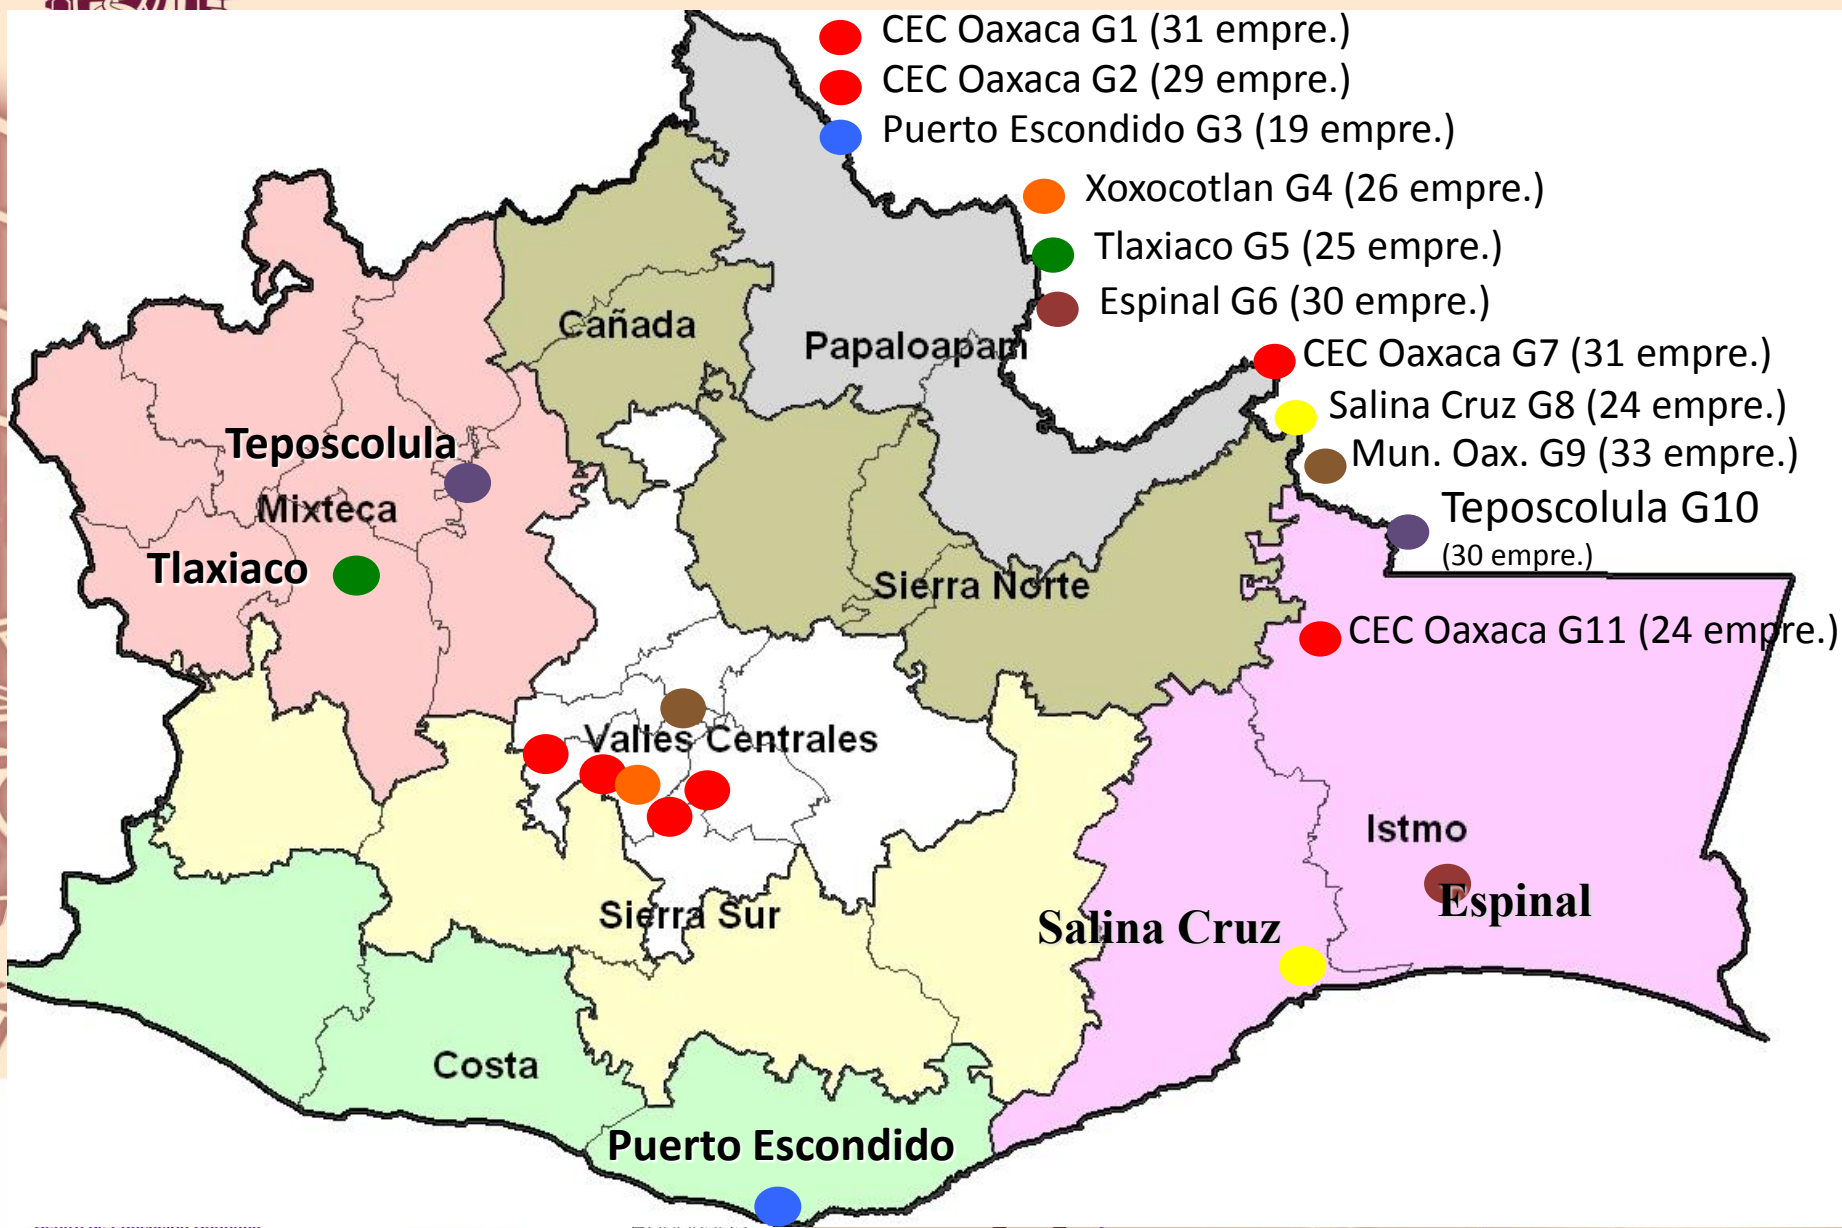 CEC Oaxaca G1 (31 empre.)
CEC Oaxaca G2 (29 empre.)
Puerto Escondido G3 (19 empre.)
Xoxocotlan G4 (26 empre.)
Tlaxiaco G5 (25 empre.)
Espinal G6 (30 empre.)
CEC Oaxaca G7 (31 empre.)
Salina Cruz G8 (24 empre.)
Mun. Oax. G9 (33 empre.)
Teposcolula G10
(30 empre.)
CEC Oaxaca G11 (24 empre.)
Cañada
Papaloapam
Teposcolula
Mixteca
Tlaxiaco
Sierra Norte
Valles Centrales
Istmo
Espinal
Sierra Sur
Salina Cruz
Costa
Puerto Escondido